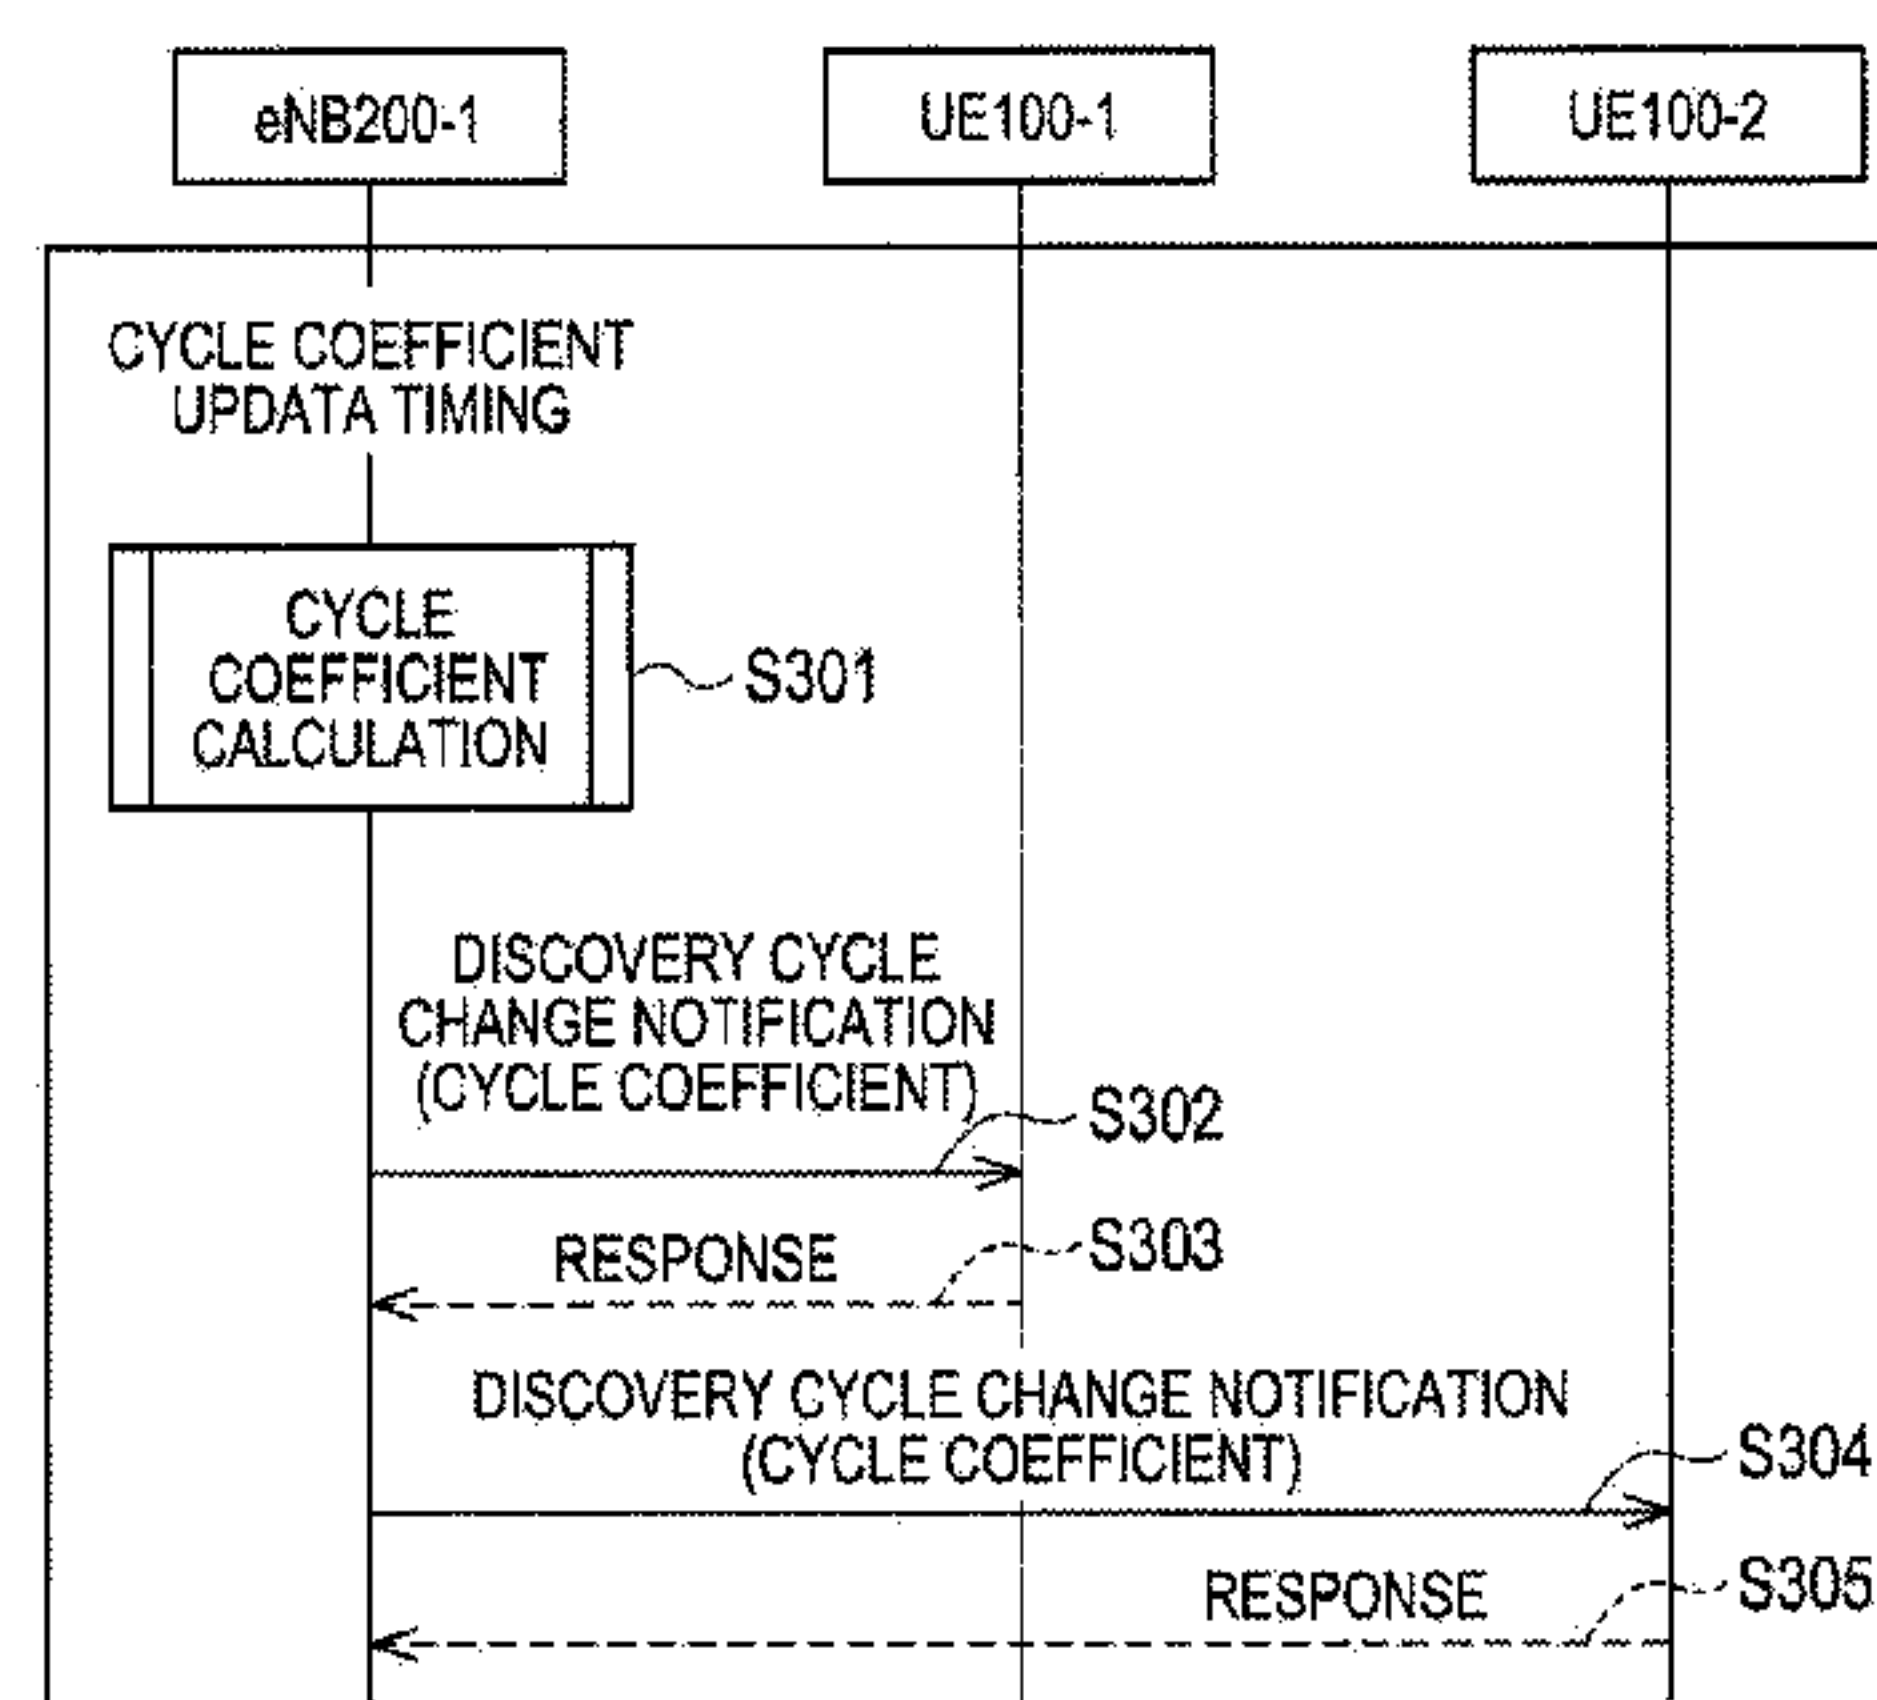 eNB200-1
UE100-1
UE100-2
CYCLE COEFFICIENT
UPDATA TIMING
CYCLE
COEFFICIENT
CALCULATION
S301
DISCOVERY CYCLE
CHANGE NOTIFICATION
(CYCLE COEFFICIENT)
S302
RESPONSE
S303
DISCOVERY CYCLE CHANGE NOTIFICATION
(CYCLE COEFFICIENT)
S304
RESPONSE
S305